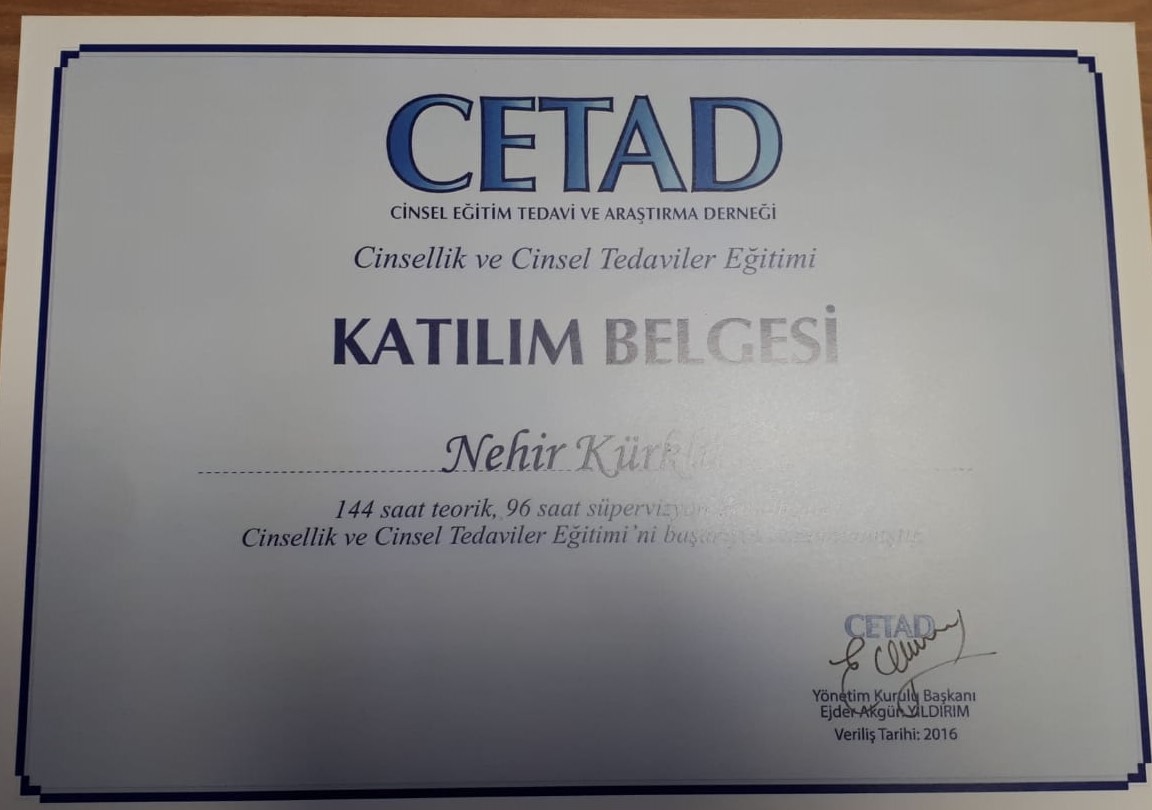 CETAD
CİNSEL EĞİTİM TEDAVİ VE ARAŞTIRMA DERNEĞİ
Cinsellik ve Cinsel Tedaviler Eğitimi
KATILIM BELGESİ
Nehir
144 saat teorik, 96 saat süpervizyon
Cinsellik ve Cinsel Tedaviler Eğitimi'ni başarıyla
CETAD
Yönetim Kurulu Başkanı
Ejder Akgün YILDIRIM
Veriliş Tarihi: 2016